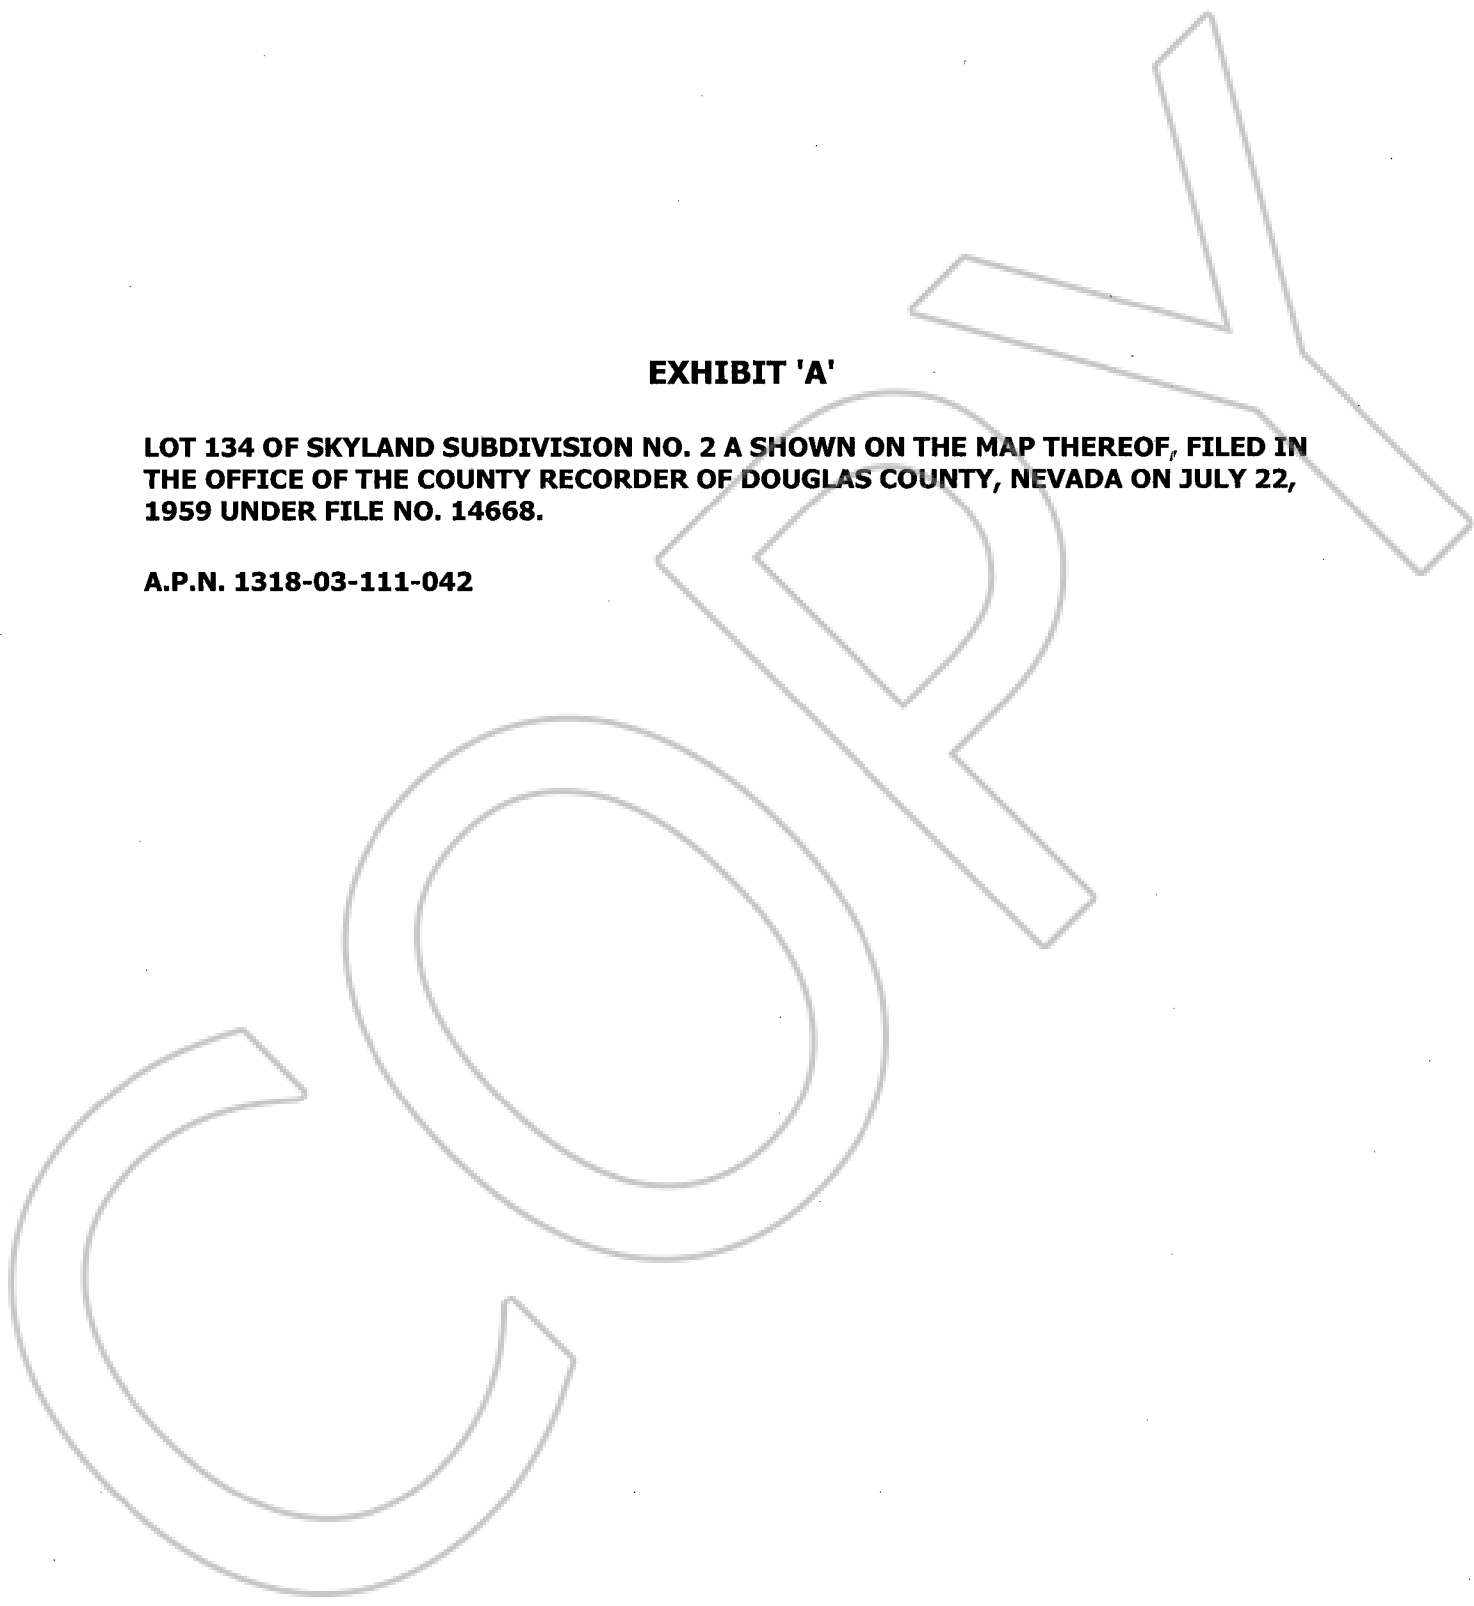 EXHIBIT 'A'
LOT 134 OF SKYLAND SUBDIVISION NO. 2 A SHOWN ON THE MAP THEREOF, FILED IN
THE OFFICE OF THE COUNTY RECORDER OF DOUGLAS COUNTY, NEVADA ON JULY 22,
1959 UNDER FILE NO. 14668.
A.P.N. 1318-03-111-042
COPY